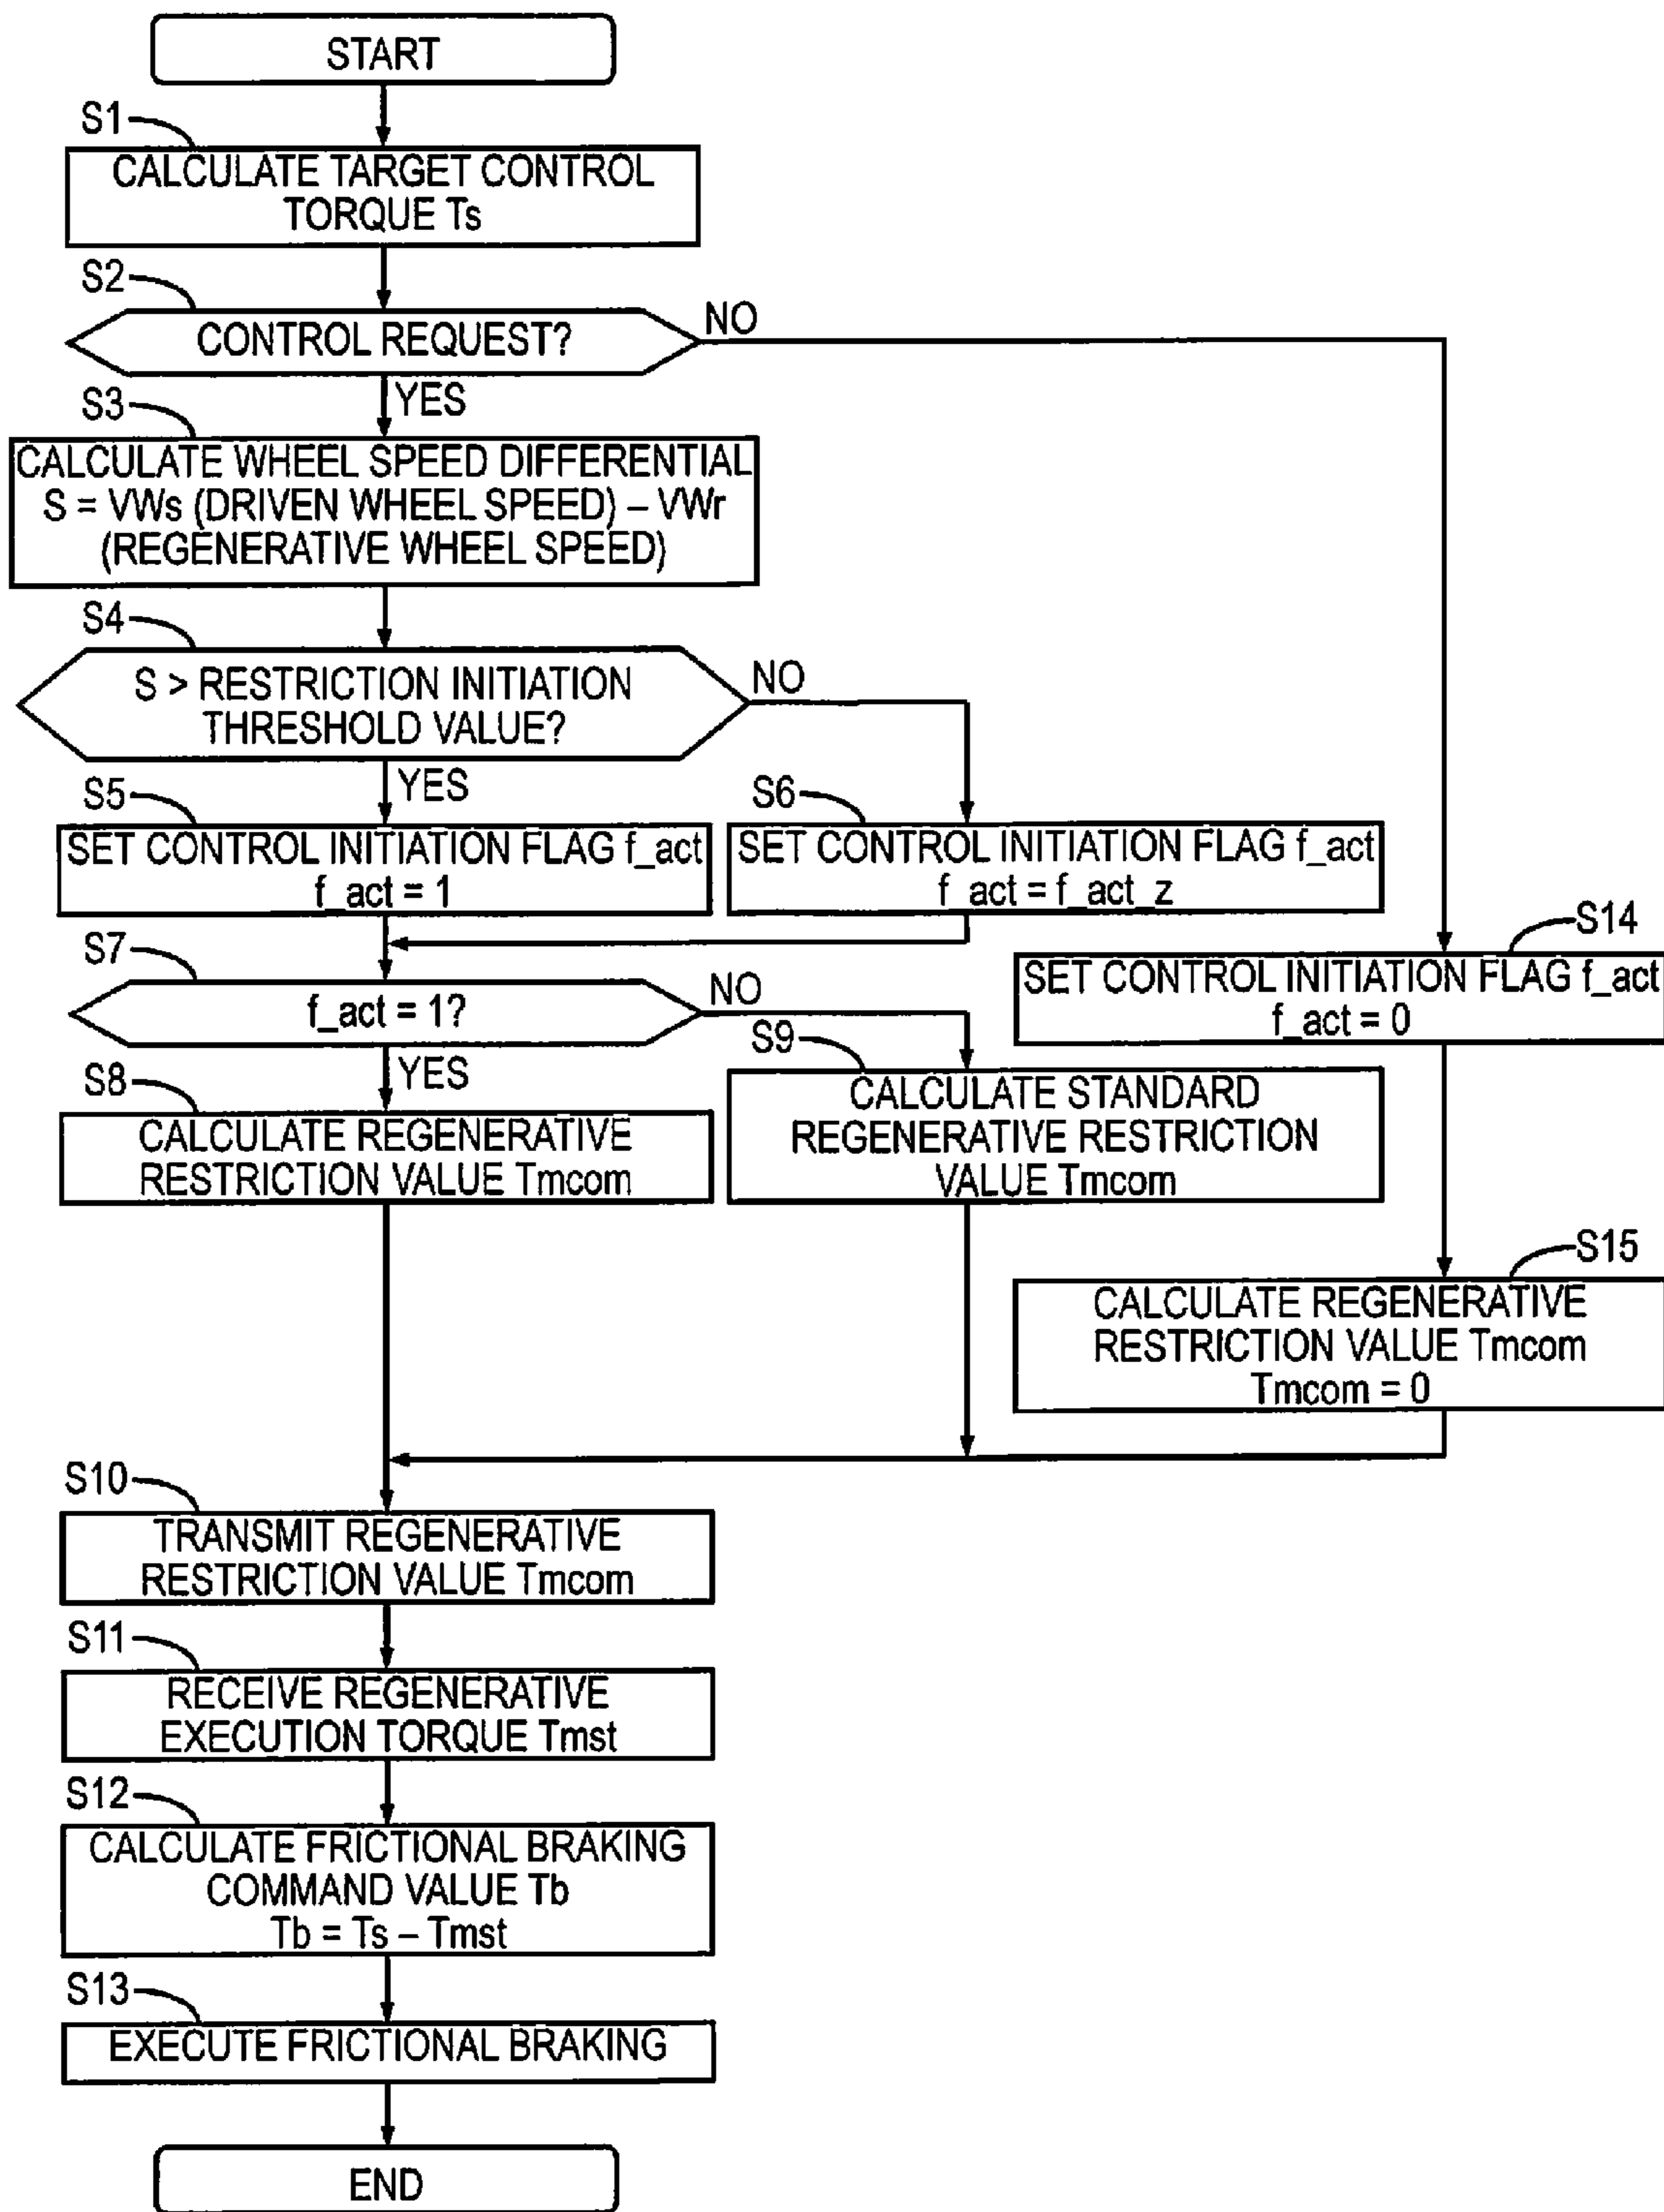 START
S1
CALCULATE TARGET CONTROL
TORQUE Ts
S2
CONTROL REQUEST?
NO
YES
S3
CALCULATE WHEEL SPEED DIFFERENTIAL
S = VWs (DRIVEN WHEEL SPEED) – VWr
(REGENERATIVE WHEEL SPEED)
S4
S > RESTRICTION INITIATION
THRESHOLD VALUE?
NO
YES
S5
SET CONTROL INITIATION FLAG f_act
f_act = 1
S6
SET CONTROL INITIATION FLAG f_act
f_act = f_act_z
S14
SET CONTROL INITIATION FLAG f_act
f_act = 0
S7
f_act = 1?
NO
YES
S8
CALCULATE REGENERATIVE
RESTRICTION VALUE Tmcom
S9
CALCULATE STANDARD
REGENERATIVE RESTRICTION
VALUE Tmcom
S15
CALCULATE REGENERATIVE
RESTRICTION VALUE Tmcom
Tmcom = 0
S10
TRANSMIT REGENERATIVE
RESTRICTION VALUE Tmcom
S11
RECEIVE REGENERATIVE
EXECUTION TORQUE Tmst
S12
CALCULATE FRICTIONAL BRAKING
COMMAND VALUE Tb
Tb = Ts – Tmst
S13
EXECUTE FRICTIONAL BRAKING
END